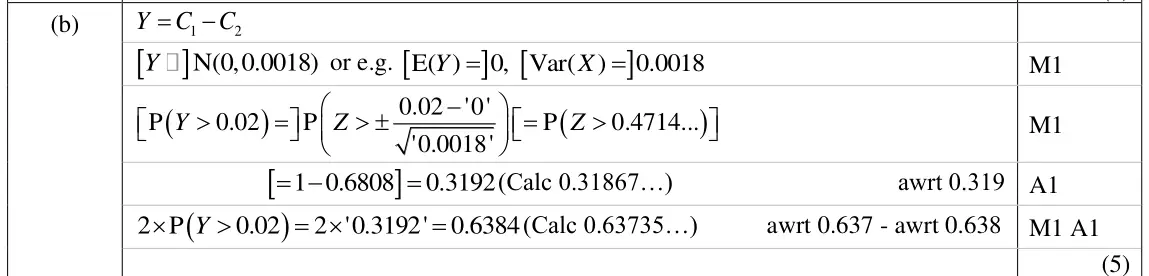 (b)
Y = C₁ − C₂
[Y □] N(0,0.0018) or e.g. [E(Y) =] 0, [Var(X) =] 0.0018 M1
[P(Y > 0.02) =] P(Z > ± (0.02 − '0') / √'0.0018') [= P(Z > 0.4714...)] M1
[= 1 − 0.6808] = 0.3192 (Calc 0.31867…) awrt 0.319 A1
2 × P(Y > 0.02) = 2 × '0.3192' = 0.6384 (Calc 0.63735…) awrt 0.637 - awrt 0.638 M1 A1
(5)